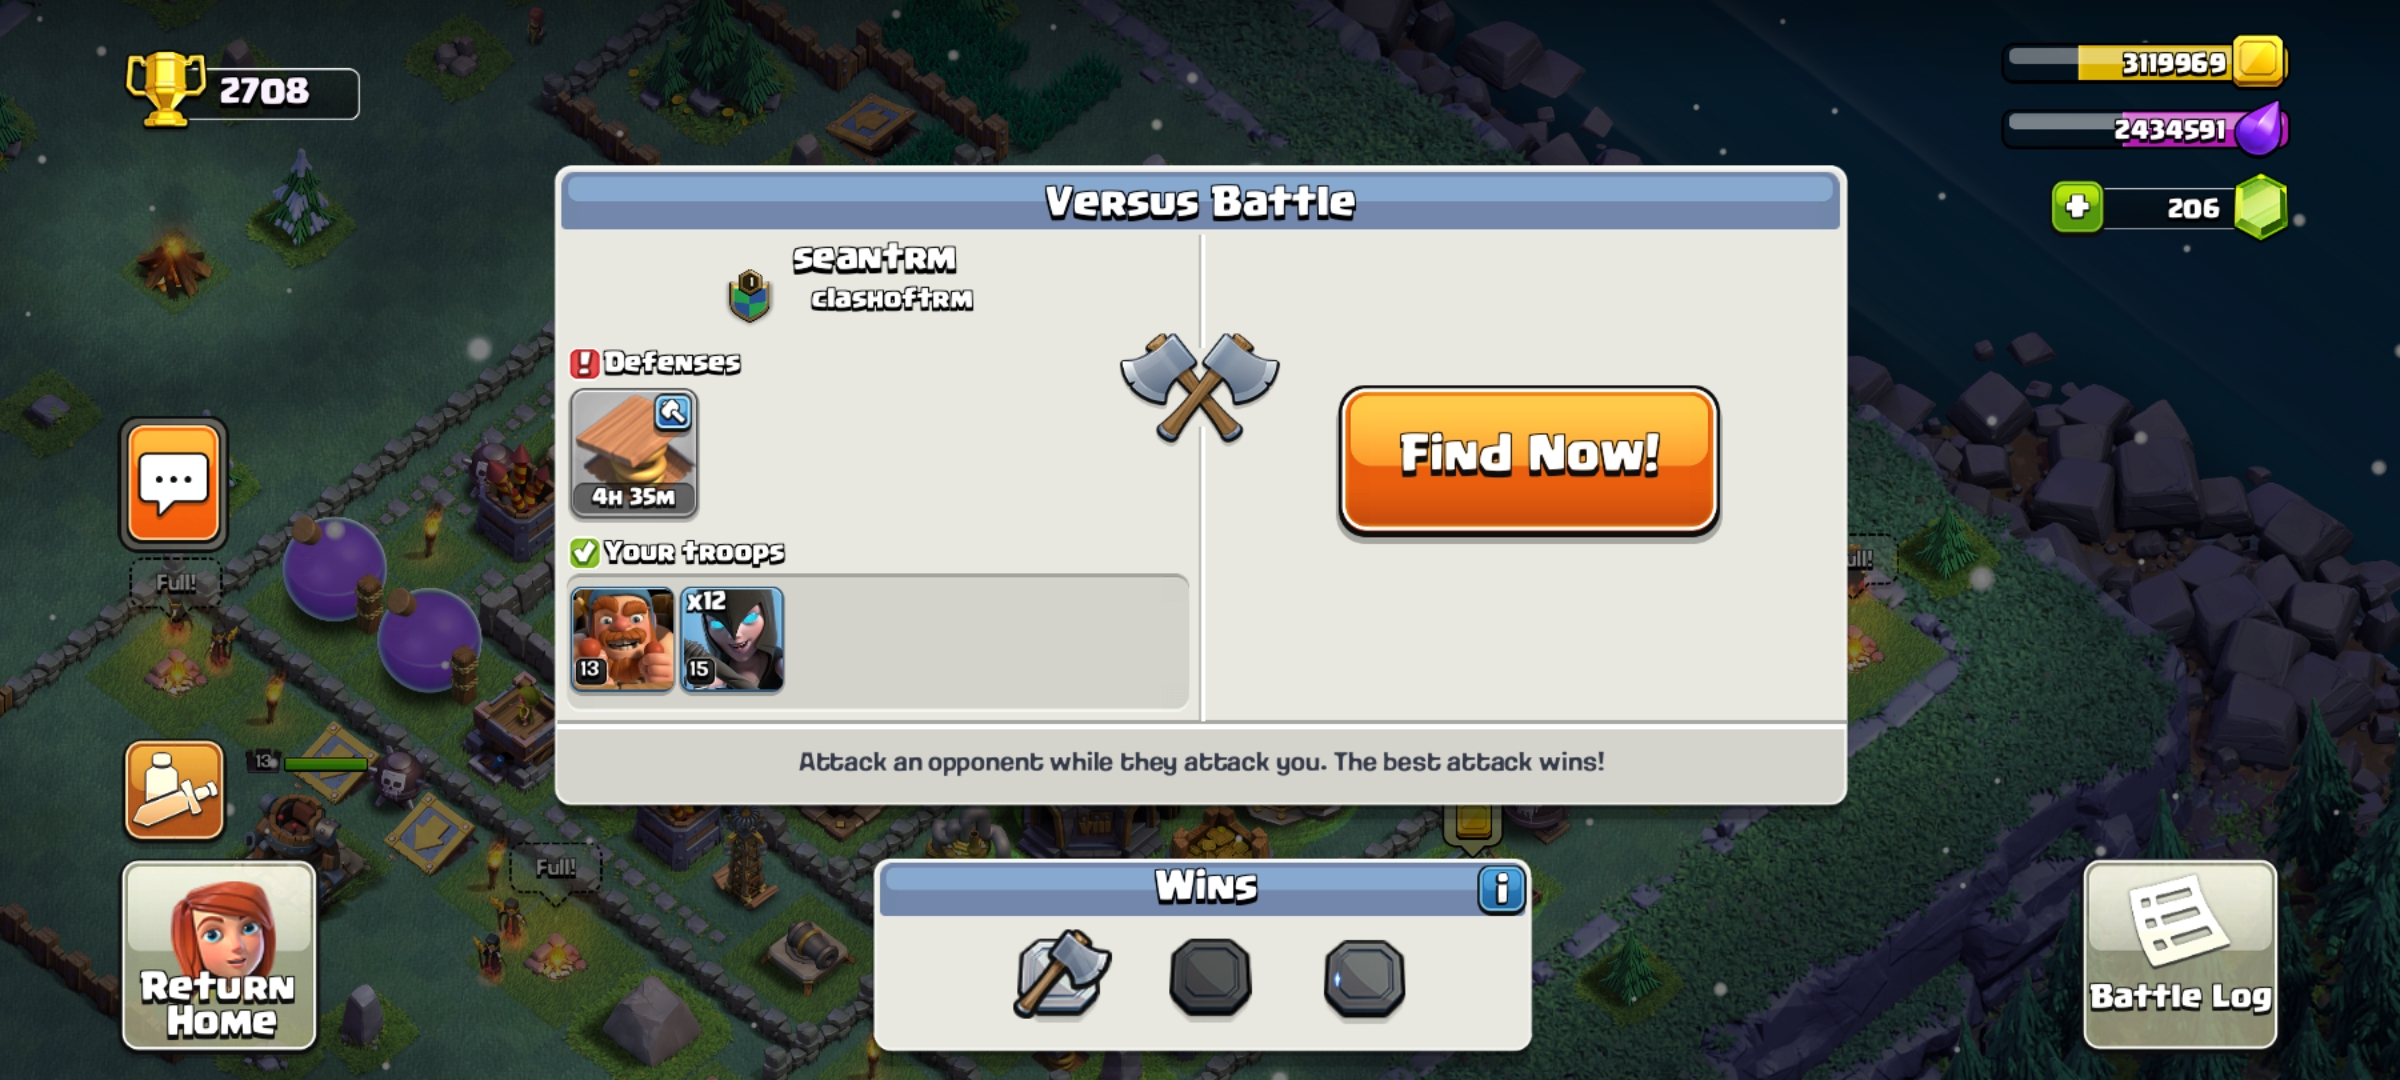 2708
3119969
2434591
206
Versus Battle
seantrm
clashoftrm
Defenses
4H 35M
Your troops
13
x12
15
Find Now!
Attack an opponent while they attack you. The best attack wins!
Full!
ull!
13
Full!
Wins
i
Return
Home
Battle Log